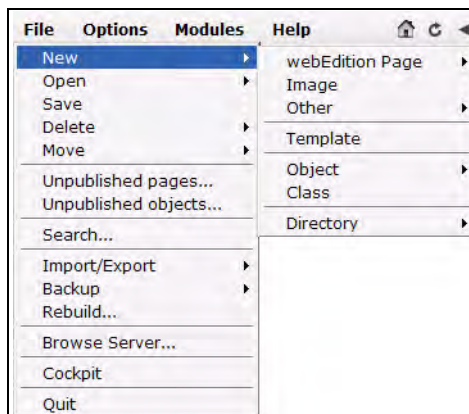 File Options Modules Help
New
Open
Save
Delete
Move
Unpublished pages...
Unpublished objects...
Search...
Import/Export
Backup
Rebuild...
Browse Server...
Cockpit
Quit
webEdition Page
Image
Other
Template
Object
Class
Directory